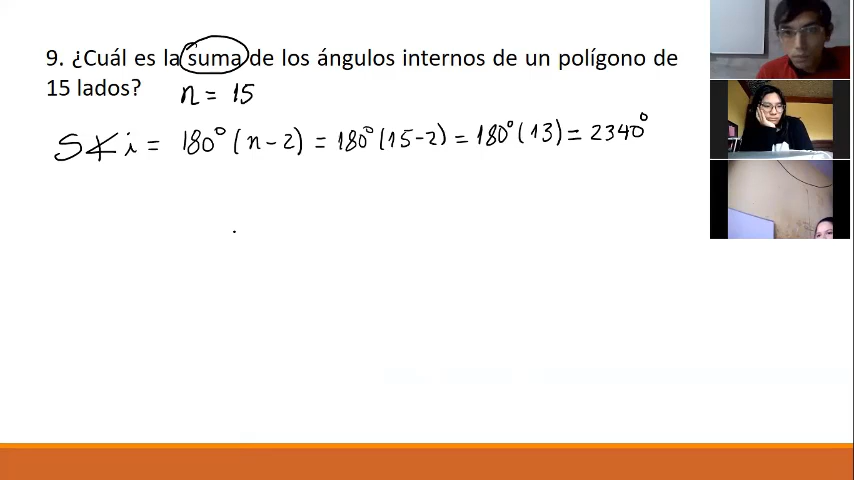 9. ¿Cuál es la suma de los ángulos internos de un polígono de
15 lados?
n = 15
S∢i = 180° (n-2) = 180° (15-2) = 180° (13) = 2340°